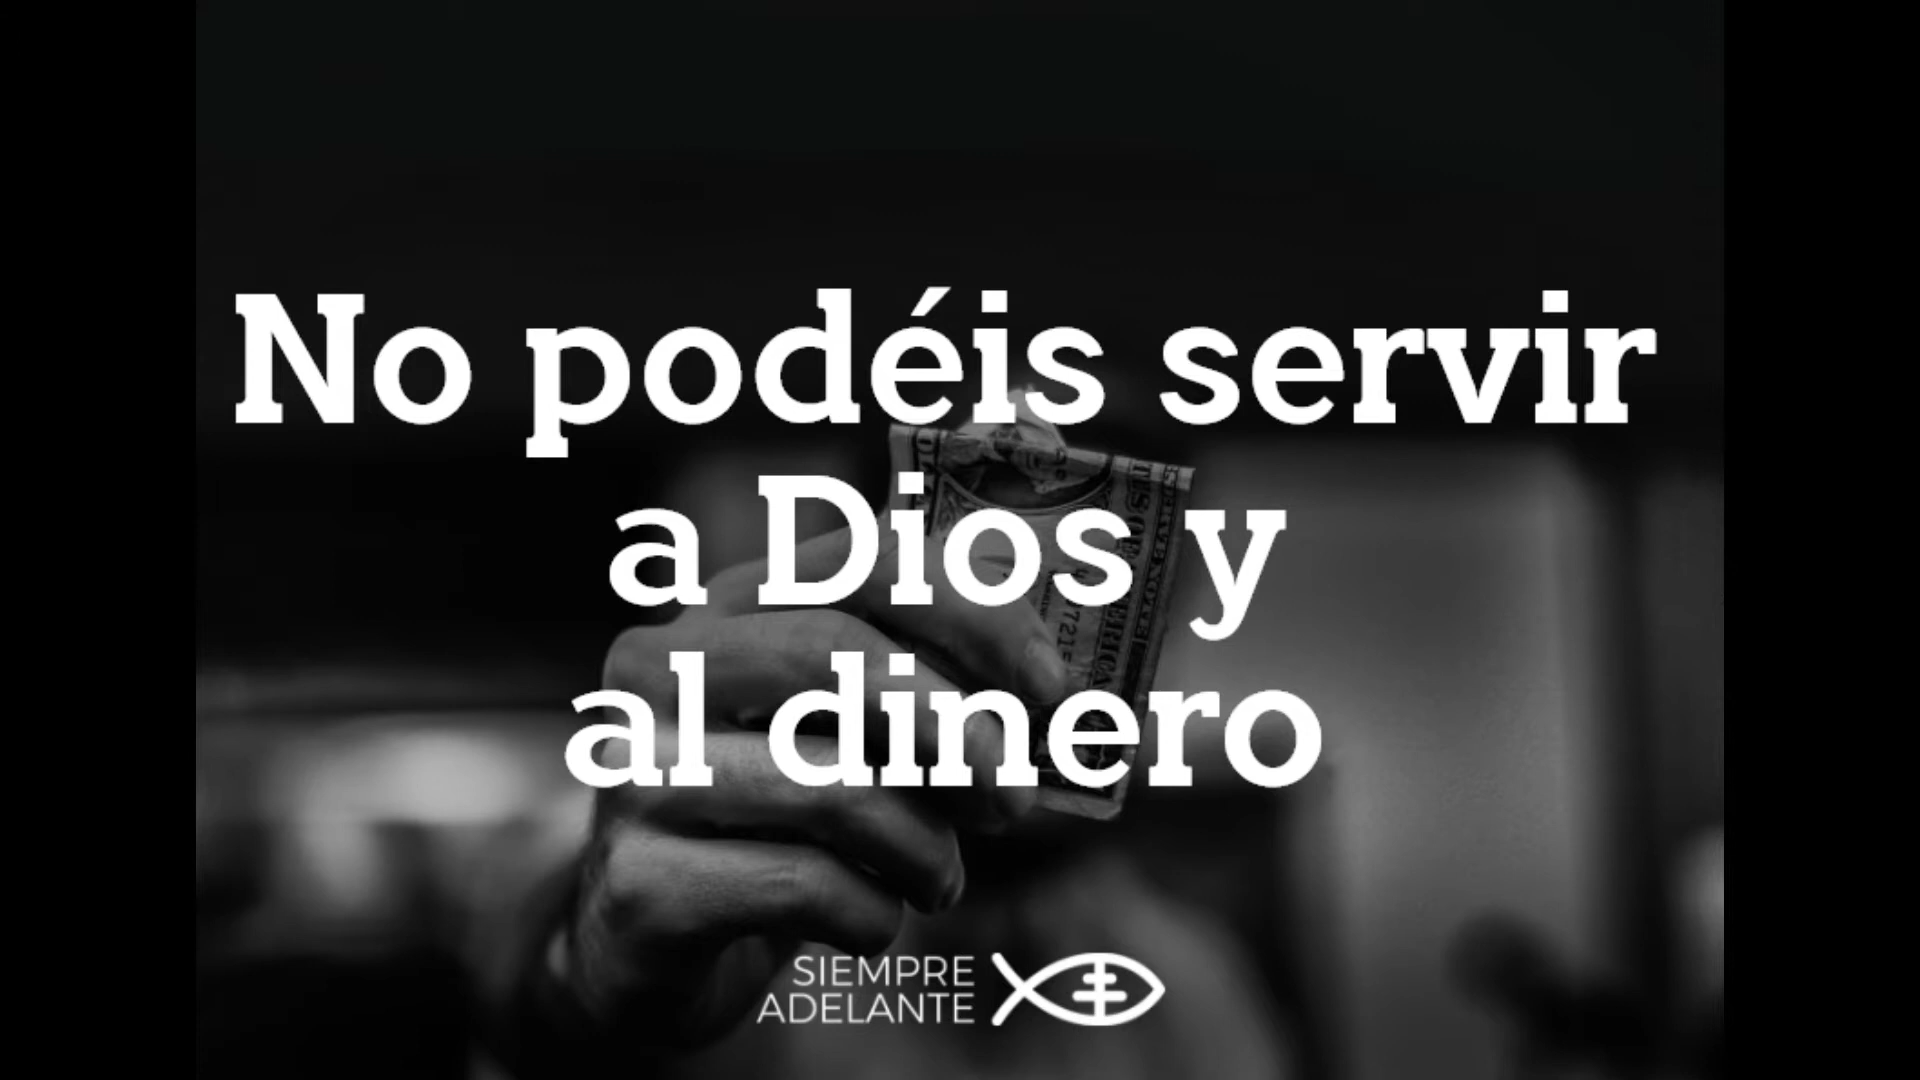 No podéis servir
a Dios y
al dinero
SIEMPRE
ADELANTE